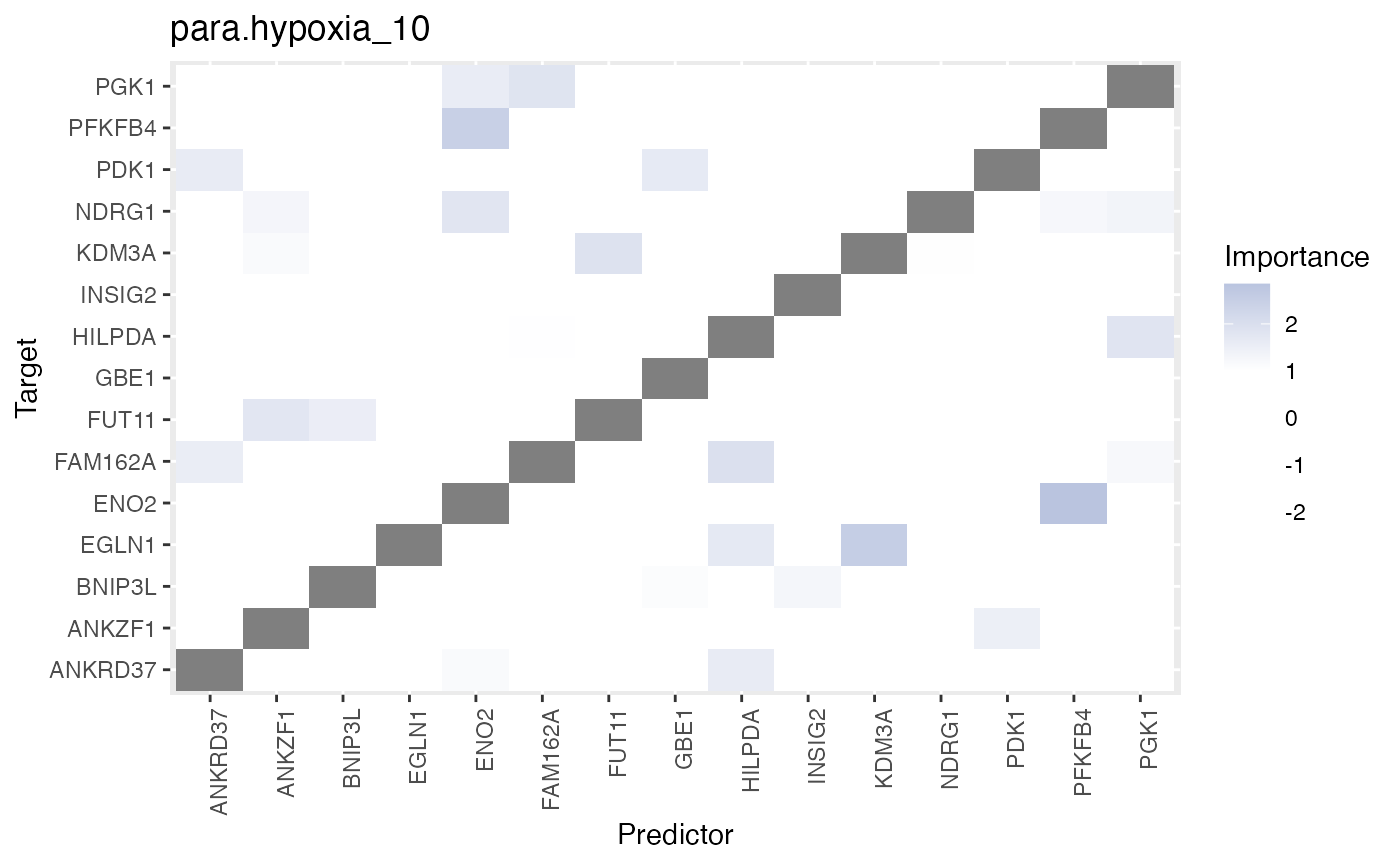 para.hypoxia_10
PGK1
PFKFB4
PDK1
NDRG1
KDM3A
INSIG2
HILPDA
GBE1
FUT11
FAM162A
ENO2
EGLN1
BNIP3L
ANKZF1
ANKRD37
Target
ANKRD37
ANKZF1
BNIP3L
EGLN1
ENO2
FAM162A
FUT11
GBE1
HILPDA
INSIG2
KDM3A
NDRG1
PDK1
PFKFB4
PGK1
Predictor
Importance
2
1
0
-1
-2